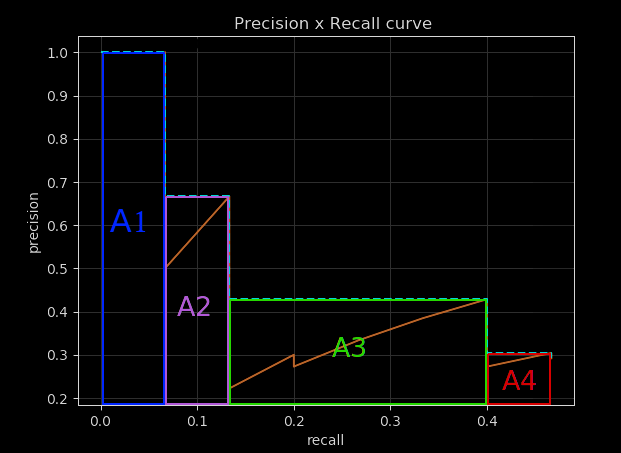 Precision x Recall curve
1.0
0.9
0.8
0.7
0.6
0.5
0.4
0.3
0.2
precision
A1
A2
A3
A4
0.0 0.1 0.2 0.3 0.4
recall